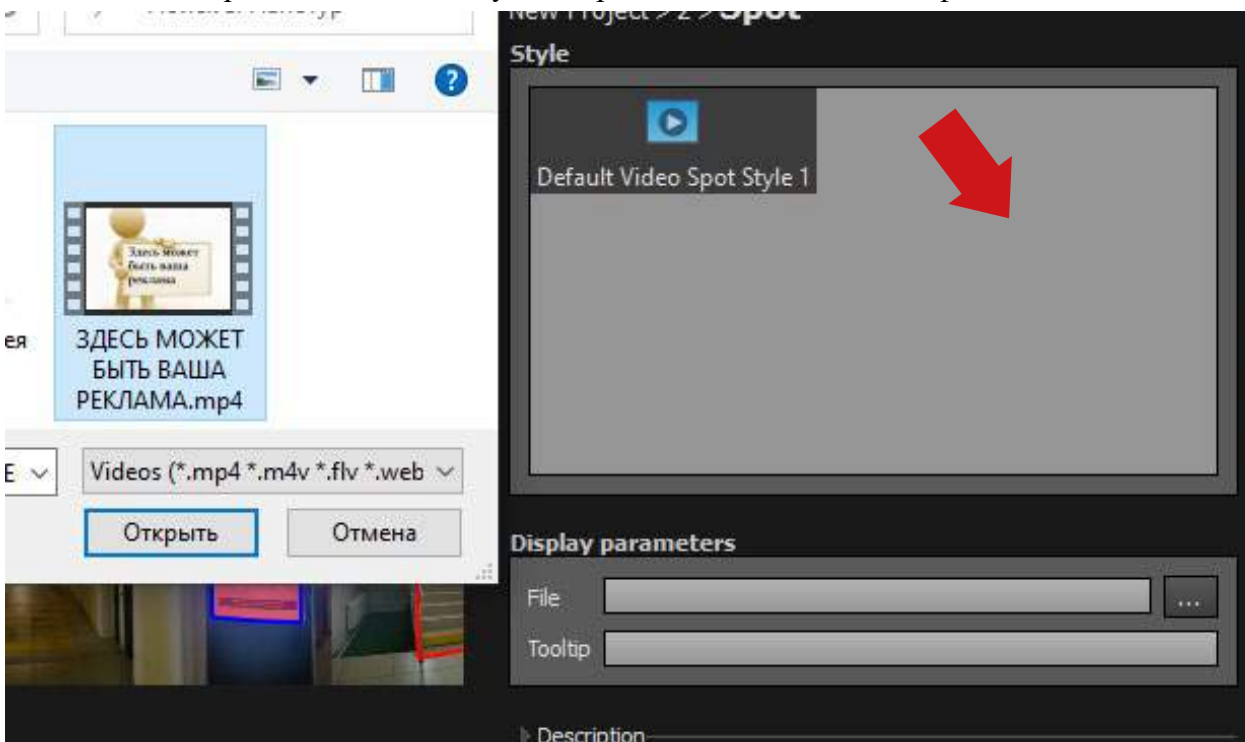 New Project > 2 > Spot
Style
Default Video Spot Style 1
Здесь может
быть ваша
реклама
ея
ЗДЕСЬ МОЖЕТ
БЫТЬ ВАША
РЕКЛАМА.mp4
E
Videos (*.mp4 *.m4v *.flv *.web
Открыть
Отмена
Display parameters
File
...
Tooltip
Description